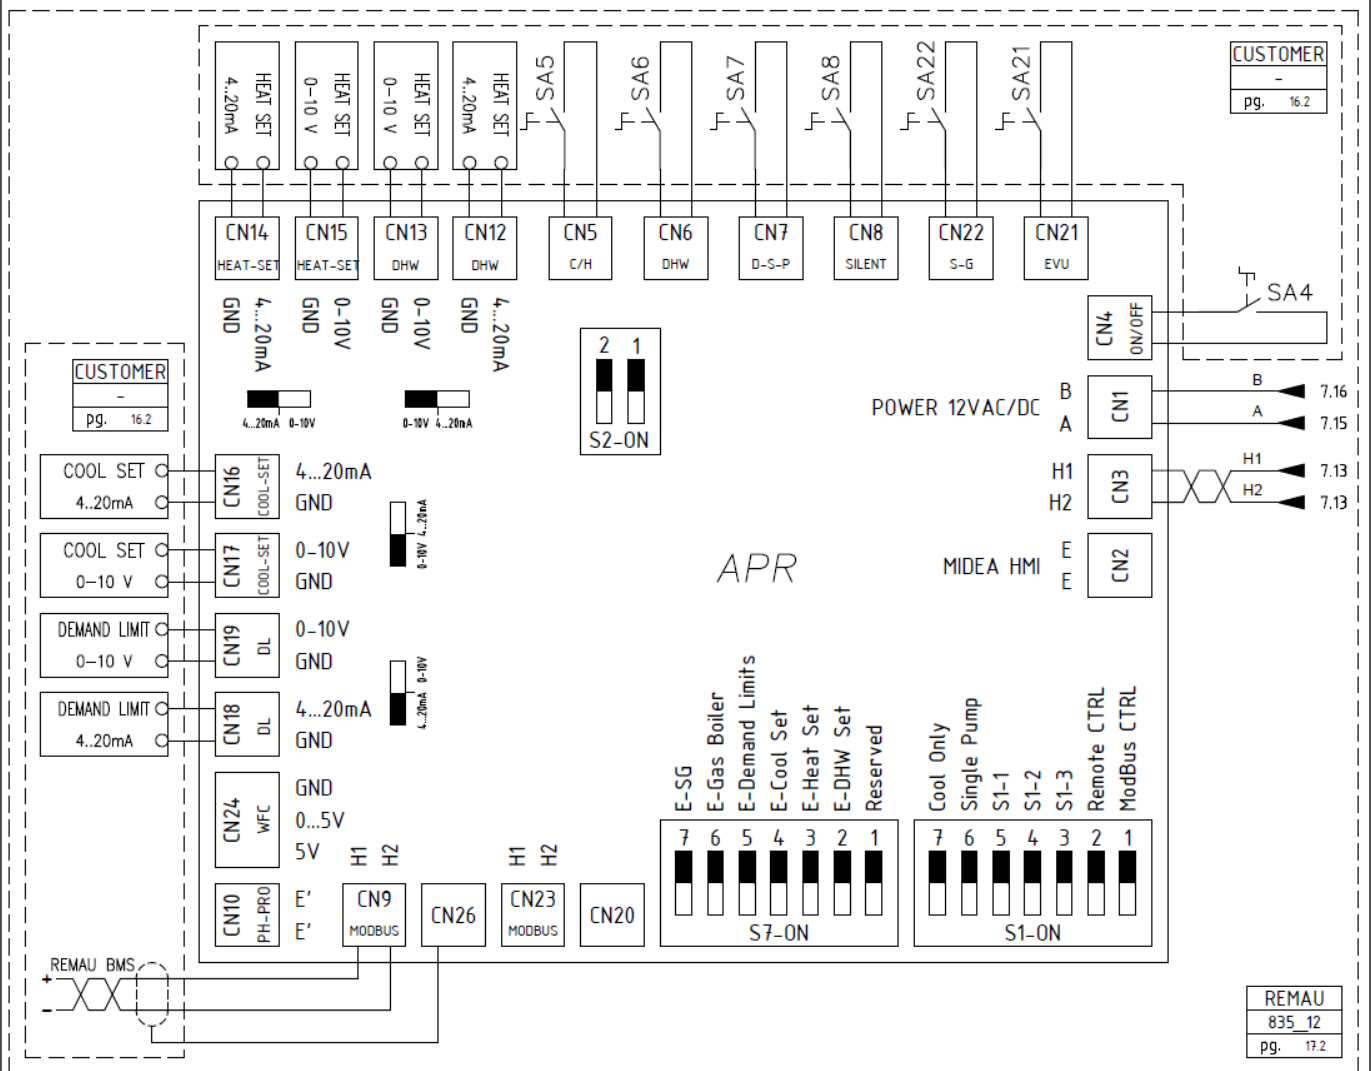 4..20mA
HEAT SET
0-10 V
HEAT SET
0-10 V
HEAT SET
4..20mA
HEAT SET
SA5
SA6
SA7
SA8
SA22
SA21
CUSTOMER
-
pg. 16.2
CN14
HEAT-SET
CN15
HEAT-SET
CN13
DHW
CN12
DHW
CN5
C/H
CN6
DHW
CN7
D-S-P
CN8
SILENT
CN22
S-G
CN21
EVU
GND
4...20mA
GND
0-10V
GND
0-10V
GND
4...20mA
CN4
ON/OFF
SA4
CUSTOMER
-
pg. 16.2
4...20mA 0-10V
0-10V 4...20mA
2 1
S2-ON
POWER 12VAC/DC
B
A
CN1
B
A
7.16
7.15
H1
H2
CN3
H1
H2
7.13
7.13
MIDEA HMI
E
E
CN2
COOL SET
4..20mA
CN16
COOL-SET
4...20mA
GND
COOL SET
0-10 V
CN17
COOL-SET
0-10V
GND
0-10V 4...20mA
DEMAND LIMIT
0-10 V
CN19
DL
0-10V
GND
DEMAND LIMIT
4..20mA
CN18
DL
4...20mA
GND
4...20mA 0-10V
APR
CN24
WFC
GND
0...5V
5V
CN10
PH-PRO
E'
E'
H1
H2
CN9
MODBUS
CN26
H1
H2
CN23
MODBUS
CN20
E-SG
E-Gas Boiler
E-Demand Limits
E-Cool Set
E-Heat Set
E-DHW Set
Reserved
7 6 5 4 3 2 1
S7-ON
Cool Only
Single Pump
S1-1
S1-2
S1-3
Remote CTRL
ModBus CTRL
7 6 5 4 3 2 1
S1-ON
REMAU BMS
+
-
REMAU
835_12
pg. 17.2